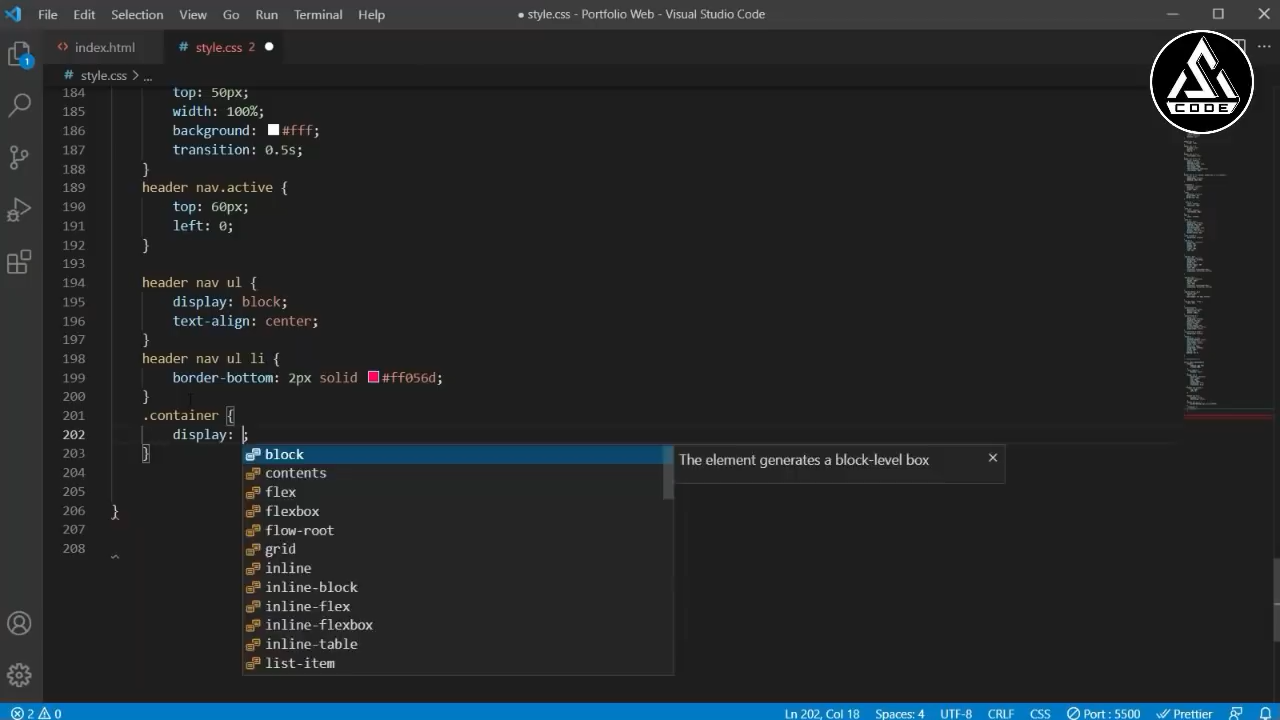 File Edit Selection View Go Run Terminal Help
● style.css - Portfolio Web - Visual Studio Code
<> index.html
# style.css 2 ●
# style.css > ...
CODE
184 top: 50px;
185 width: 100%;
186 background: #fff;
187 transition: 0.5s;
188 }
189 header nav.active {
190 top: 60px;
191 left: 0;
192 }
193
194 header nav ul {
195 display: block;
196 text-align: center;
197 }
198 header nav ul li {
199 border-bottom: 2px solid #ff056d;
200 }
201 .container {
202 display: ;
203 }
204
205
206 }
207
208
block
contents
flex
flexbox
flow-root
grid
inline
inline-block
inline-flex
inline-flexbox
inline-table
list-item
The element generates a block-level box
1
2 0
Ln 202, Col 18 Spaces: 4 UTF-8 CRLF CSS Port : 5500 Prettier